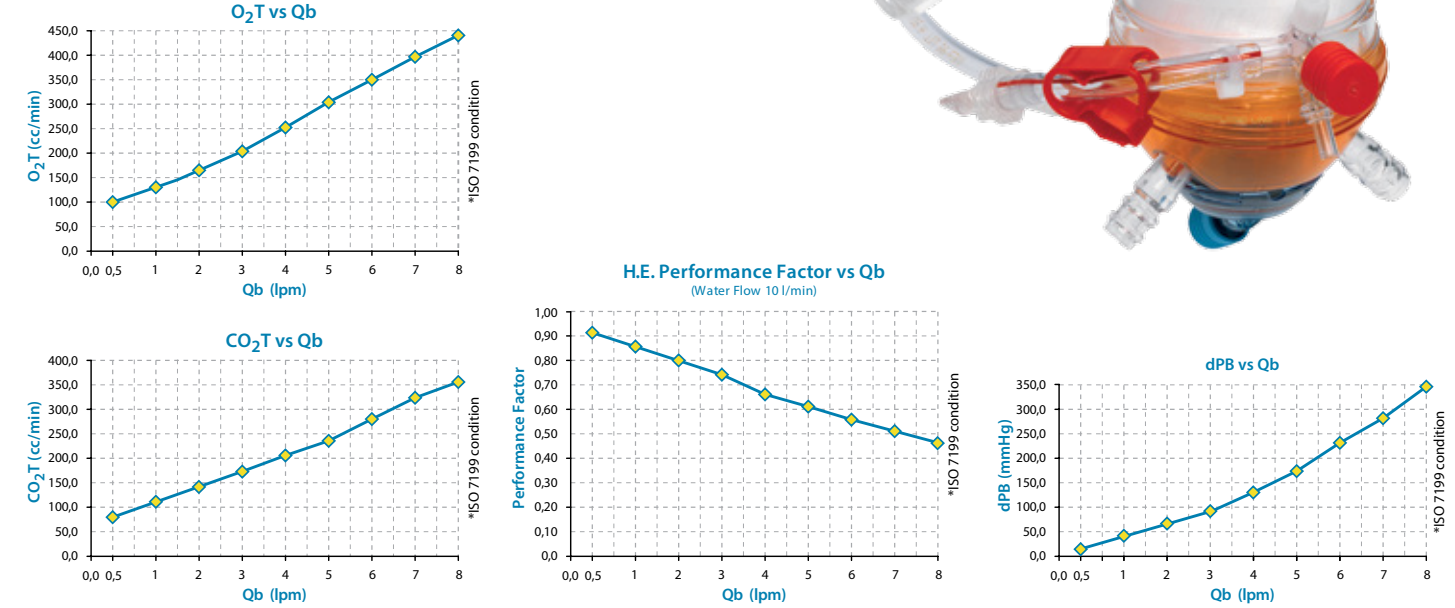 O2T vs Qb
O2T (cc/min)
450,0
400,0
350,0
300,0
250,0
200,0
150,0
100,0
50,0
0,0
0,0 0,5 1 2 3 4 5 6 7 8
Qb (lpm)
*ISO 7199 condition
CO2T vs Qb
CO2T (cc/min)
400,0
350,0
300,0
250,0
200,0
150,0
100,0
50,0
0,0
0,0 0,5 1 2 3 4 5 6 7 8
Qb (lpm)
*ISO 7199 condition
H.E. Performance Factor vs Qb
(Water Flow 10 l/min)
Performance Factor
1,00
0,90
0,80
0,70
0,60
0,50
0,40
0,30
0,20
0,10
0,0
0,0 0,5 1 2 3 4 5 6 7 8
Qb (lpm)
*ISO 7199 condition
dPB vs Qb
dPB (mmHg)
350,0
300,0
250,0
200,0
150,0
100,0
50,0
0,0
0,0 0,5 1 2 3 4 5 6 7 8
Qb (lpm)
*ISO 7199 condition